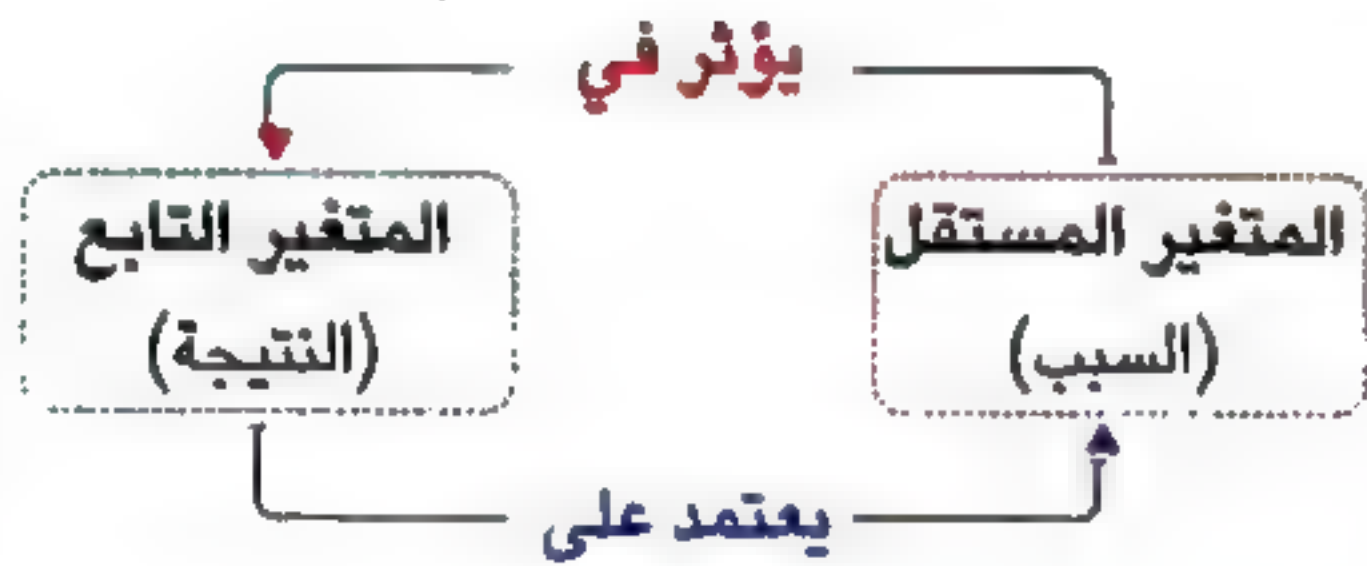 يؤثر في
المتغير المستقل
(السبب)
المتغير التابع
(النتيجة)
يعتمد على